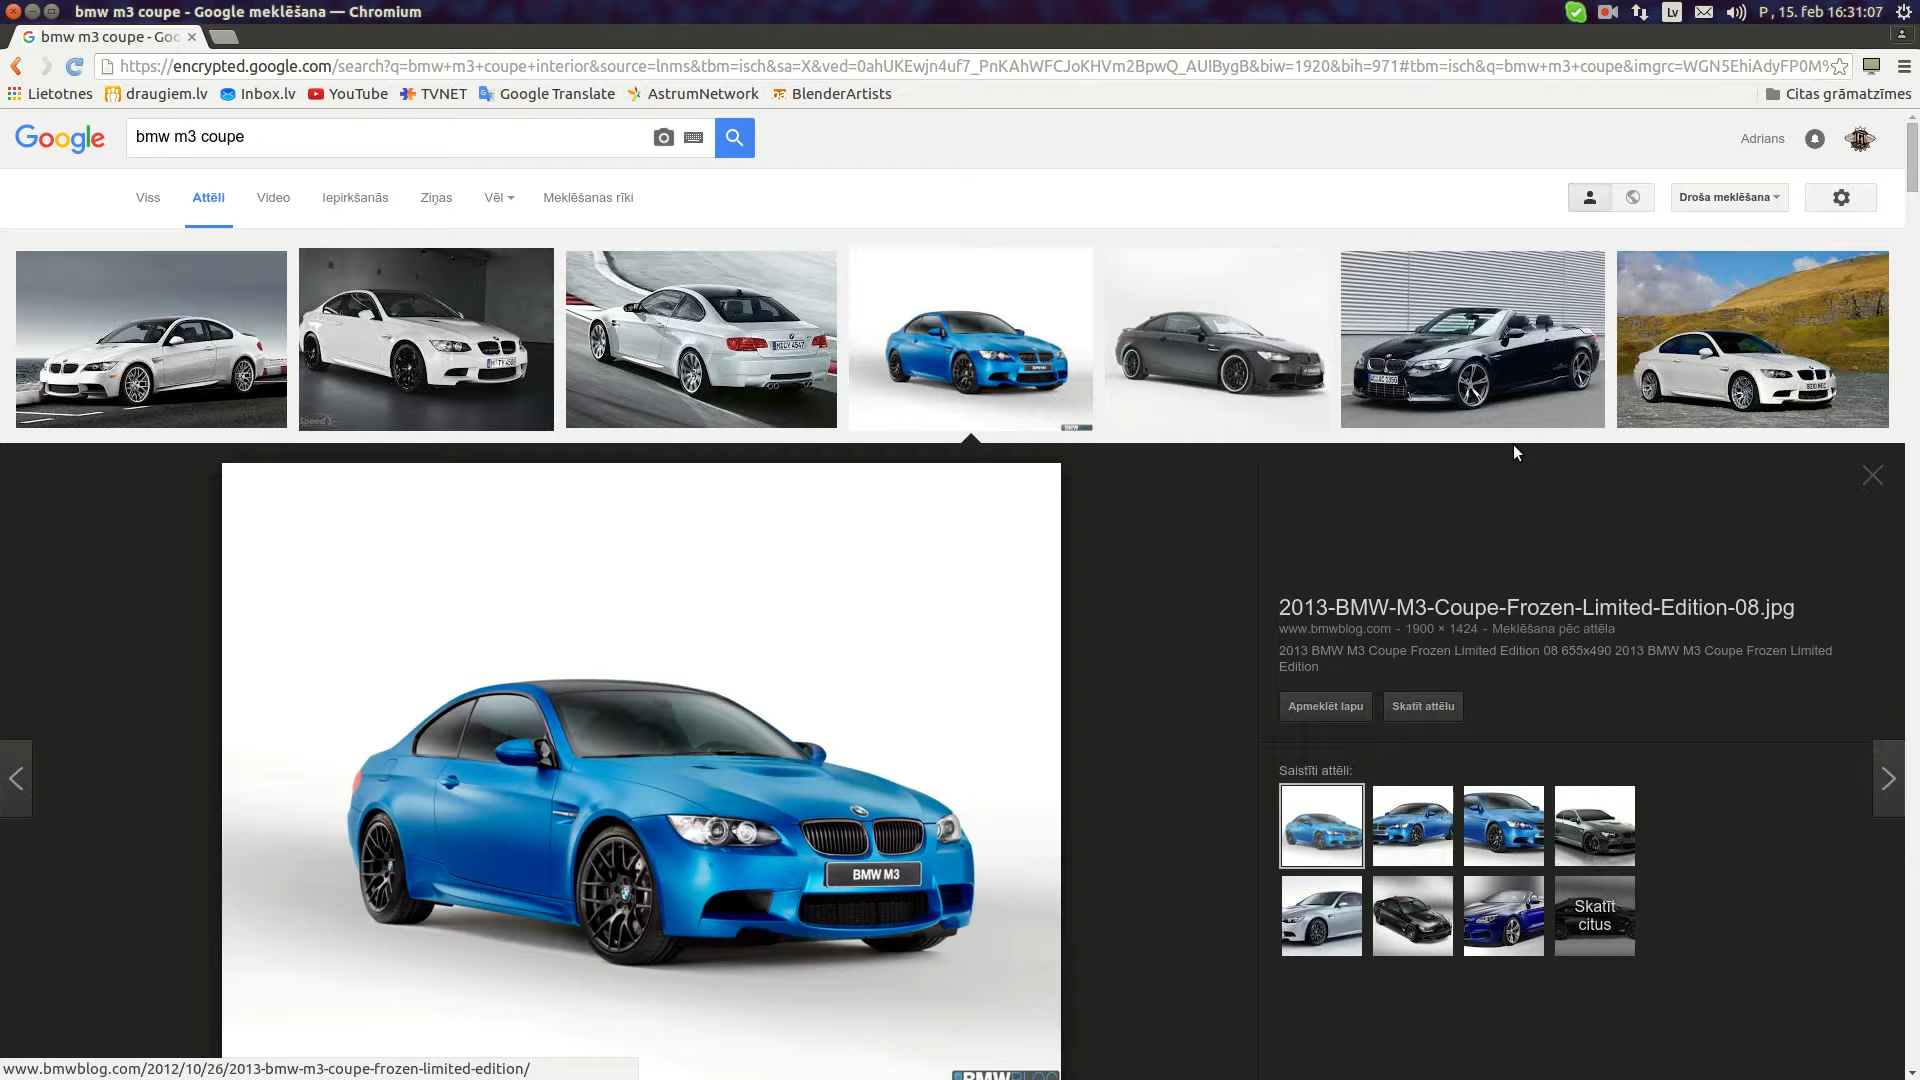 bmw m3 coupe - Google meklēšana — Chromium
Lv
P , 15. feb 16:31:07
bmw m3 coupe - Goo
https://encrypted.google.com/search?q=bmw+m3+coupe+interior&source=lnms&tbm=isch&sa=X&ved=0ahUKEwjn4uf7_PnKAhWFCJoKHVm2BpwQ_AUIBygB&biw=1920&bih=971#tbm=isch&q=bmw+m3+coupe&imgrc=WGN5EhiAdyFP0M%
Lietotnes draugiem.lv Inbox.lv YouTube TVNET Google Translate AstrumNetwork BlenderArtists Citas grāmatzīmes
Google
bmw m3 coupe
Adrians
Viss Attēli Video Iepirkšanās Ziņas Vēl Meklēšanas rīki
Droša meklēšana
2013-BMW-M3-Coupe-Frozen-Limited-Edition-08.jpg
www.bmwblog.com - 1900 × 1424 - Meklēšana pēc attēla
2013 BMW M3 Coupe Frozen Limited Edition 08 655x490 2013 BMW M3 Coupe Frozen Limited
Edition
Apmeklēt lapu Skatīt attēlu
Saistīti attēli:
BMW M3
Skatīt
citus
www.bmwblog.com/2012/10/26/2013-bmw-m3-coupe-frozen-limited-edition/
BMWBLOG